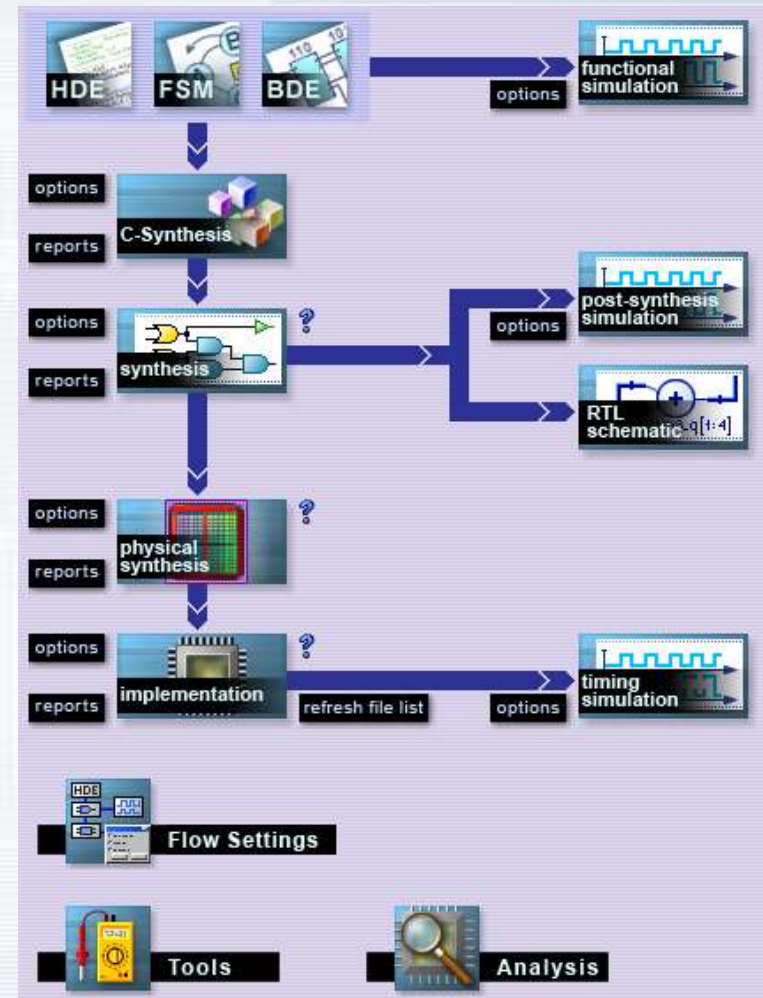 HDE
FSM
BDE
110
functional
simulation
options
options
C-Synthesis
reports
options
?
synthesis
reports
post-synthesis
simulation
options
RTL
schematic
q[1:4]
options
?
physical
synthesis
reports
options
?
implementation
reports
refresh file list
options
timing
simulation
HDE
Flow Settings
Tools
Analysis